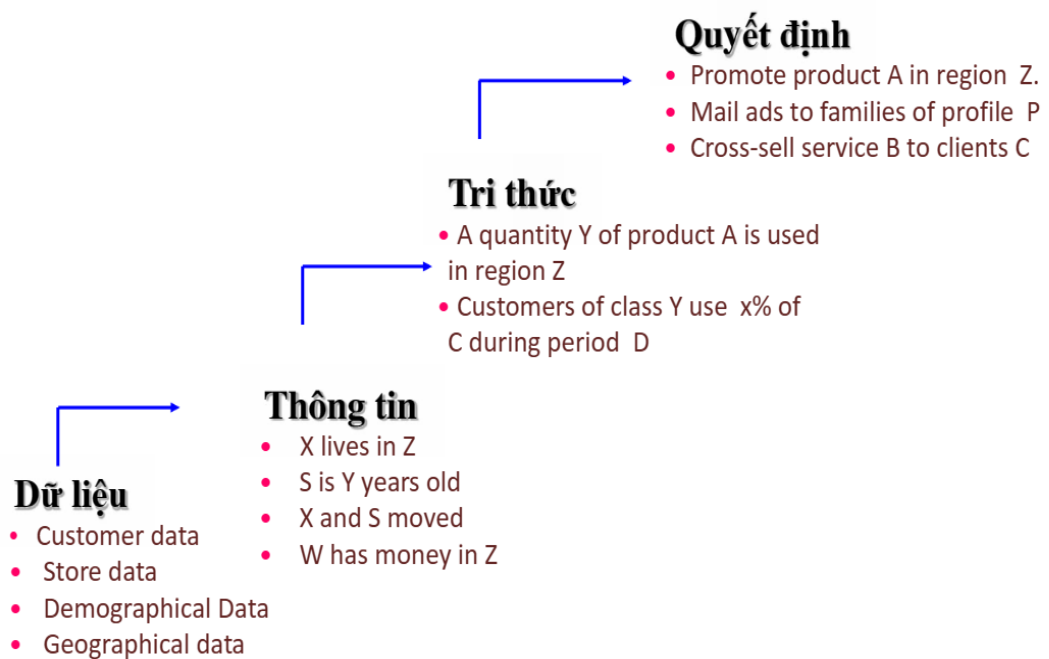 Quyết định
• Promote product A in region Z.
• Mail ads to families of profile P
• Cross-sell service B to clients C
Tri thức
• A quantity Y of product A is used
in region Z
• Customers of class Y use x% of
C during period D
Thông tin
• X lives in Z
• S is Y years old
• X and S moved
• W has money in Z
Dữ liệu
• Customer data
• Store data
• Demographical Data
• Geographical data